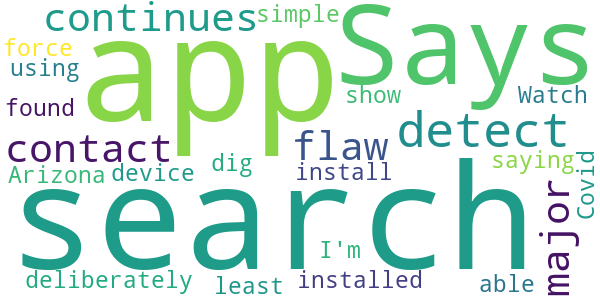 continues simple
force app Says
using
found show Watch
contact flaw detect
Arizona device dig install saying
search major Covid
I'm
deliberately least installed able